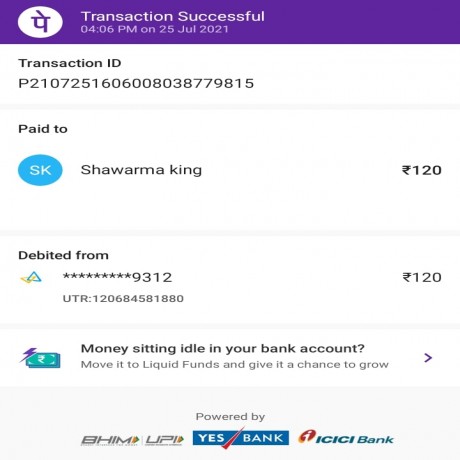 पे
Transaction Successful
04:06 PM on 25 Jul 2021
Transaction ID
P2107251606008038779815
Paid to
SK
Shawarma king
₹120
Debited from
*********9312
₹120
UTR:120684581880
Money sitting idle in your bank account?
Move it to Liquid Funds and give it a chance to grow
Powered by
BHIM UPI YES BANK ICICI Bank